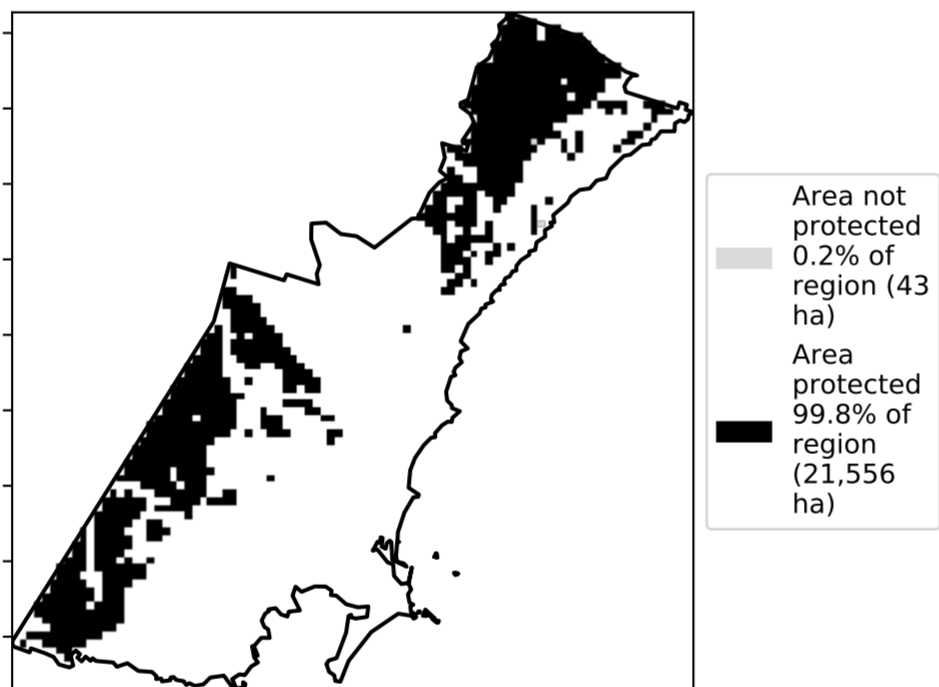 Area not
protected
0.2% of
region (43
ha)
Area
protected
99.8% of
region
(21,556
ha)